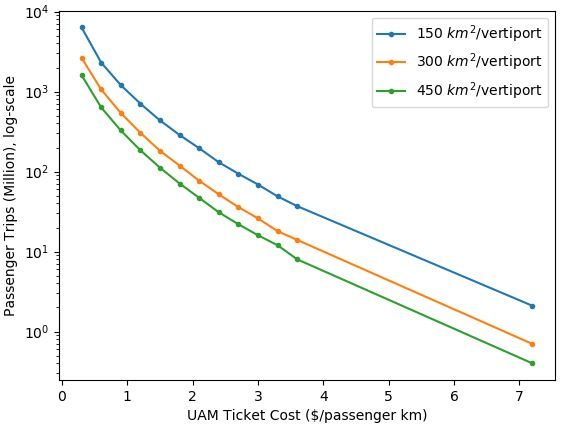 10⁴
10³
10²
10¹
10⁰
Passenger Trips (Million), log-scale
150 km²/vertiport
300 km²/vertiport
450 km²/vertiport
0 1 2 3 4 5 6 7
UAM Ticket Cost ($/passenger km)